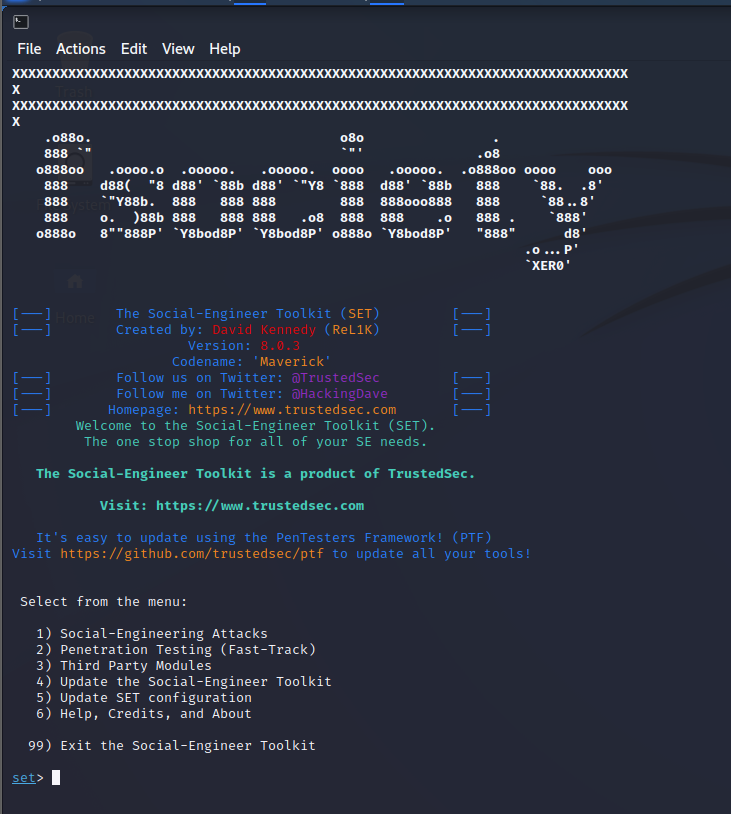 File Actions Edit View Help
XXXXXXXXXXXXXXXXXXXXXXXXXXXXXXXXXXXXXXXXXXXXXXXXXXXXXXXXXXXXXXXXXXXXXXXXXXXXX
X
XXXXXXXXXXXXXXXXXXXXXXXXXXXXXXXXXXXXXXXXXXXXXXXXXXXXXXXXXXXXXXXXXXXXXXXXXXXXX
X
    .o88o.                               o8o                .
    888 `"                               `"'              .o8
   o888oo   .oooo.o  .ooooo.   .ooooo.  oooo   .ooooo.  .o888oo oooo    ooo
    888    d88(  "8 d88' `88b d88' `"Y8 `888  d88' `88b   888    `88.  .8'
    888    `"Y88b.  888   888 888        888  888ooo888   888     `88..8'
    888    o.  )88b 888   888 888   .o8  888  888    .o   888 .    `888'
   o888o   8""888P' `Y8bod8P' `Y8bod8P' o888o `Y8bod8P'   "888"      d8'
                                                                .o...P'
                                                                `XER0'
[---] The Social-Engineer Toolkit (SET) [---]
[---] Created by: David Kennedy (ReL1K) [---]
Version: 8.0.3
Codename: 'Maverick'
[---] Follow us on Twitter: @TrustedSec [---]
[---] Follow me on Twitter: @HackingDave [---]
[---] Homepage: https://www.trustedsec.com [---]
Welcome to the Social-Engineer Toolkit (SET).
The one stop shop for all of your SE needs.
The Social-Engineer Toolkit is a product of TrustedSec.
Visit: https://www.trustedsec.com
It's easy to update using the PenTesters Framework! (PTF)
Visit https://github.com/trustedsec/ptf to update all your tools!
Select from the menu:
1) Social-Engineering Attacks
2) Penetration Testing (Fast-Track)
3) Third Party Modules
4) Update the Social-Engineer Toolkit
5) Update SET configuration
6) Help, Credits, and About
99) Exit the Social-Engineer Toolkit
set>
Home